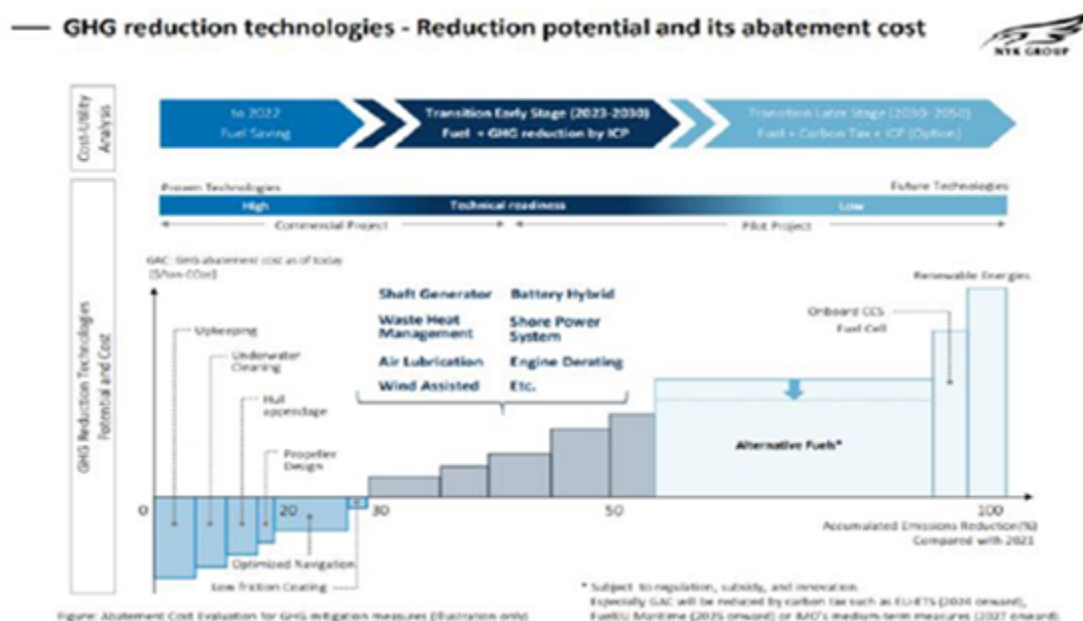 GHG reduction technologies - Reduction potential and its abatement cost
NYK GROUP
Cost-Utility
Analysis
to 2022
Fuel Saving
Transition Early Stage (2023-2030)
Fuel + GHG reduction by ICP
Transition Later Stage (2030-2050)
Fuel + Carbon Tax + ICP (Option)
GHG Reduction Technologies
Potential and Cost
Proven Technologies
Future Technologies
High
Technical readiness
Low
Commercial Project
Pilot Project
GAC: GHG abatement cost as of today
Renewable Energies
Shaft Generator
Battery Hybrid
Waste Heat
Management
Shore Power
System
Air Lubrication
Engine Derating
Wind Assisted
Etc.
Onboard CCS
Fuel Cell
Upkeeping
Underwater
Cleaning
Hull
appendage
Propeller
Design
Alternative Fuels*
0
20
30
50
100
Optimized Navigation
Low friction Coating
Accumulated Emissions Reduction(%)
Compared with 2021
* Subject to regulation, subsidy, and innovation.
Especially GAC will be reduced by carbon tax such as EU-ETS (2024 onward),
FuelEU Maritime (2025 onward) or IMO's medium-term measures (2027 onward).
Figure: Abatement Cost Evaluation for GHG mitigation measures (Illustration only)